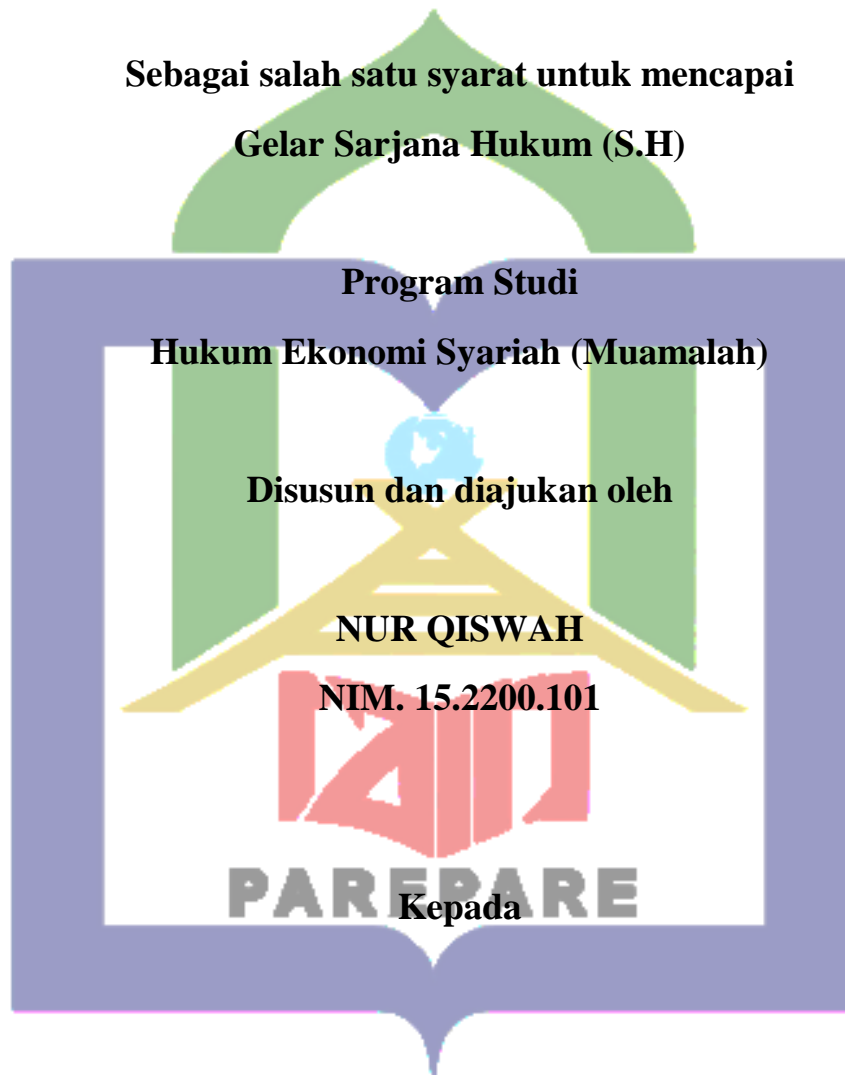 Sebagai salah satu syarat untuk mencapai
Gelar Sarjana Hukum (S.H)
Program Studi
Hukum Ekonomi Syariah (Muamalah)
Disusun dan diajukan oleh
NUR QISWAH
NIM. 15.2200.101
iain
PAREPARE
Kepada